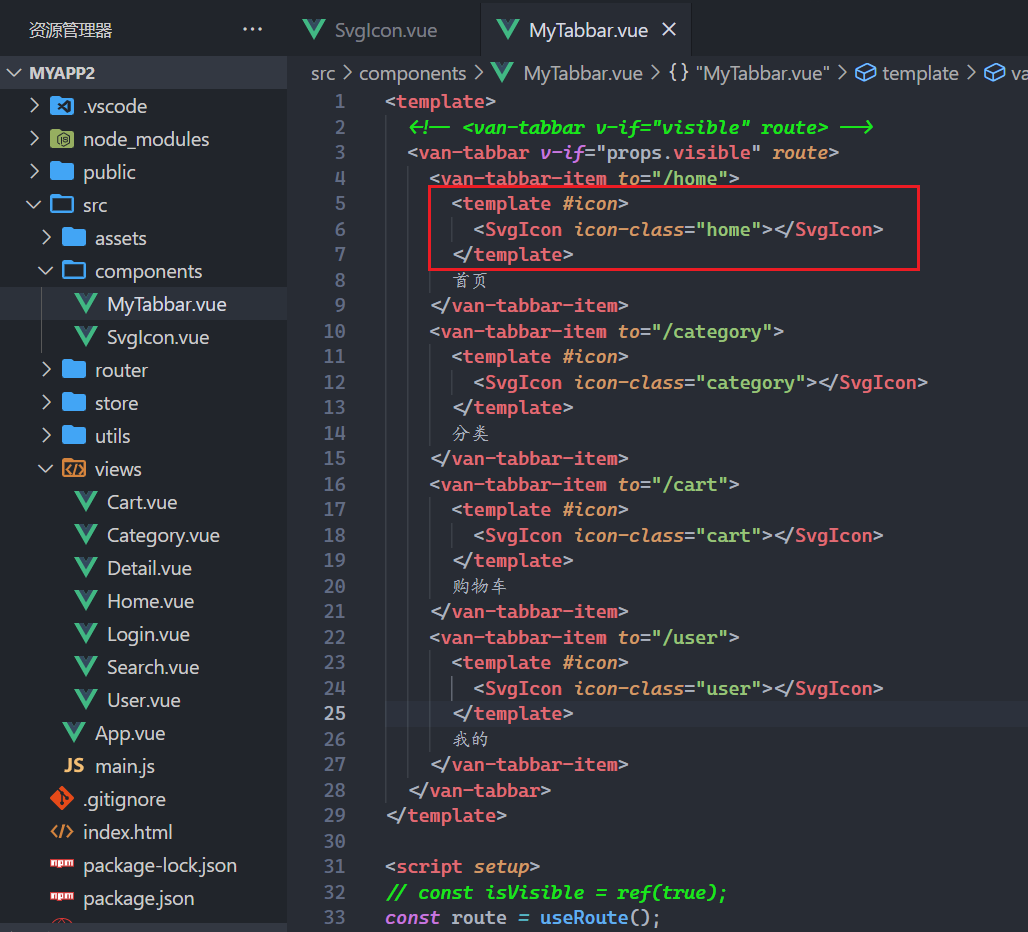 资源管理器 ...
SvgIcon.vue
MyTabbar.vue ×
MYAPP2
.vscode
node_modules
public
src
assets
components
MyTabbar.vue
SvgIcon.vue
router
store
utils
views
Cart.vue
Category.vue
Detail.vue
Home.vue
Login.vue
Search.vue
User.vue
App.vue
JS main.js
.gitignore
index.html
npm package-lock.json
npm package.json
src > components > MyTabbar.vue > {} "MyTabbar.vue" > template > va
1 <template>
2 <!-- <van-tabbar v-if="visible" route> -->
3 <van-tabbar v-if="props.visible" route>
4 <van-tabbar-item to="/home">
5 <template #icon>
6 <SvgIcon icon-class="home"></SvgIcon>
7 </template>
8 首页
9 </van-tabbar-item>
10 <van-tabbar-item to="/category">
11 <template #icon>
12 <SvgIcon icon-class="category"></SvgIcon>
13 </template>
14 分类
15 </van-tabbar-item>
16 <van-tabbar-item to="/cart">
17 <template #icon>
18 <SvgIcon icon-class="cart"></SvgIcon>
19 </template>
20 购物车
21 </van-tabbar-item>
22 <van-tabbar-item to="/user">
23 <template #icon>
24 <SvgIcon icon-class="user"></SvgIcon>
25 </template>
26 我的
27 </van-tabbar-item>
28 </van-tabbar>
29 </template>
30
31 <script setup>
32 // const isVisible = ref(true);
33 const route = useRoute();